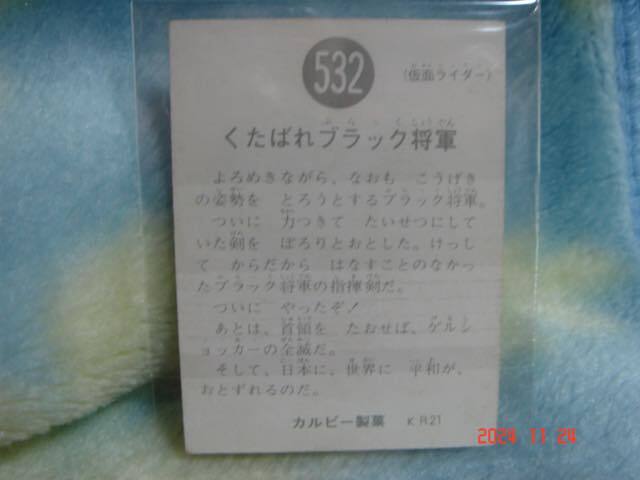 532
(仮面ライダー)
くたばれブラック将軍
よろめきながら、なおも こうげき
の姿勢を とろうとするブラック将軍。
ついに 力つきて たいせつにして
いた剣を ぽろりとおとした。けっし
て からだから はなすことのなかっ
たブラック将軍の指揮剣だ。
ついに やったぞ!
あとは、首領を たおせば、ゲルシ
ョッカーの全滅だ。
そして、日本に、世界に 平和が、
おとずれるのだ。
カルビー製菓 K R21
2024 11 24